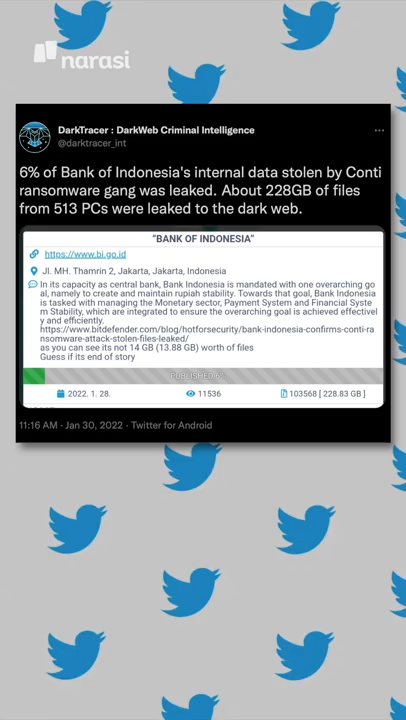 narasi
DarkTracer : DarkWeb Criminal Intelligence
@darktracer_int
6% of Bank of Indonesia's internal data stolen by Conti
ransomware gang was leaked. About 228GB of files
from 513 PCs were leaked to the dark web.
“BANK OF INDONESIA”
https://www.bi.go.id
Jl. MH. Thamrin 2, Jakarta, Jakarta, Indonesia
In its capacity as central bank, Bank Indonesia is mandated with one overarching go
al, namely to create and maintain rupiah stability. Towards that goal, Bank Indonesia
is tasked with managing the Monetary sector, Payment System and Financial Syste
m Stability, which are integrated to ensure the overarching goal is achieved effectivel
y and efficiently.
https://www.bitdefender.com/blog/hotforsecurity/bank-indonesia-confirms-conti-ra
nsomware-attack-stolen-files-leaked/
as you can see its not 14 GB (13.88 GB) worth of files
Guess if its end of story
PUBLISHED 6%
2022. 1. 28.
11536
103568 [ 228.83 GB ]
11:16 AM · Jan 30, 2022 · Twitter for Android